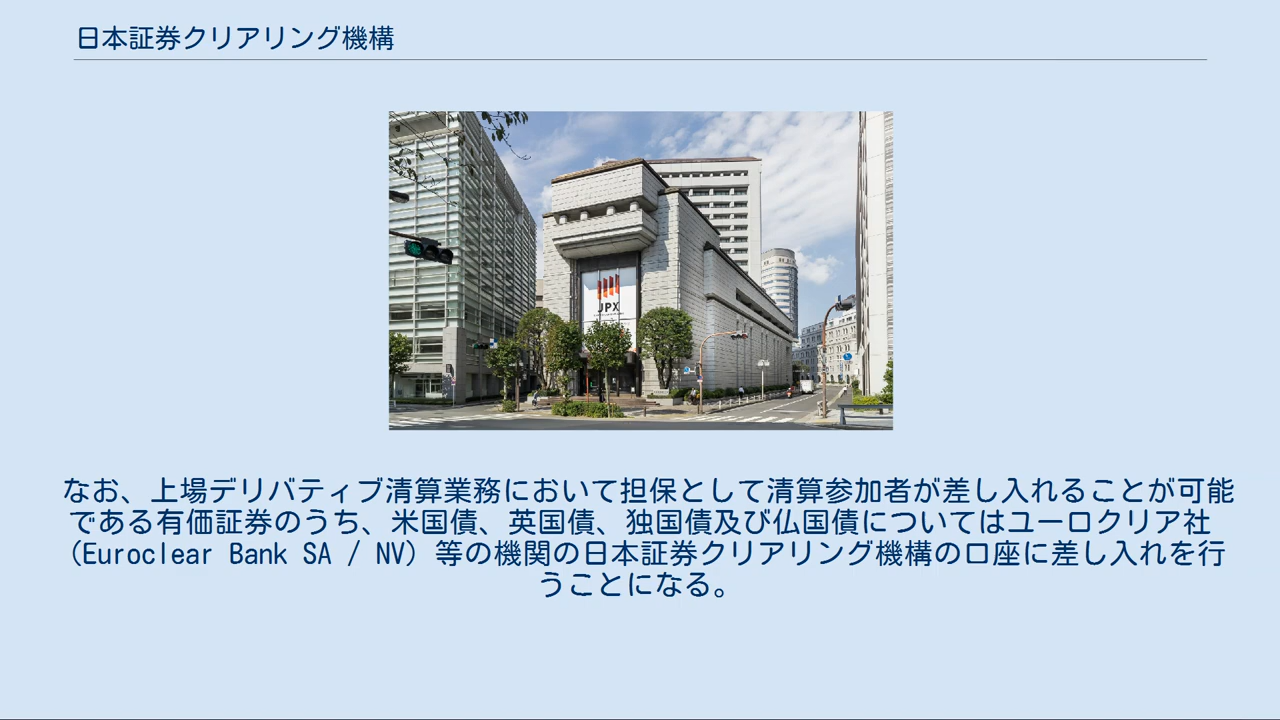 日本証券クリアリング機構
JPX
なお、上場デリバティブ清算業務において担保として清算参加者が差し入れることが可能
である有価証券のうち、米国債、英国債、独国債及び仏国債についてはユーロクリア社
（Euroclear Bank SA / NV）等の機関の日本証券クリアリング機構の口座に差し入れを行
うことになる。